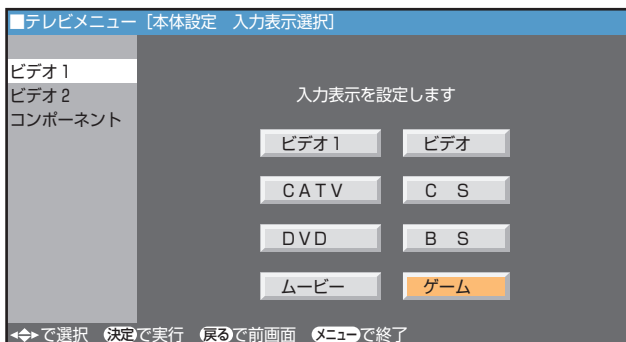 ■テレビメニュー [本体設定　入力表示選択]
ビデオ1
ビデオ2
コンポーネント
入力表示を設定します
ビデオ1　ビデオ
CATV　CS
DVD　BS
ムービー　ゲーム
で選択　決定で実行　戻るで前画面　メニューで終了